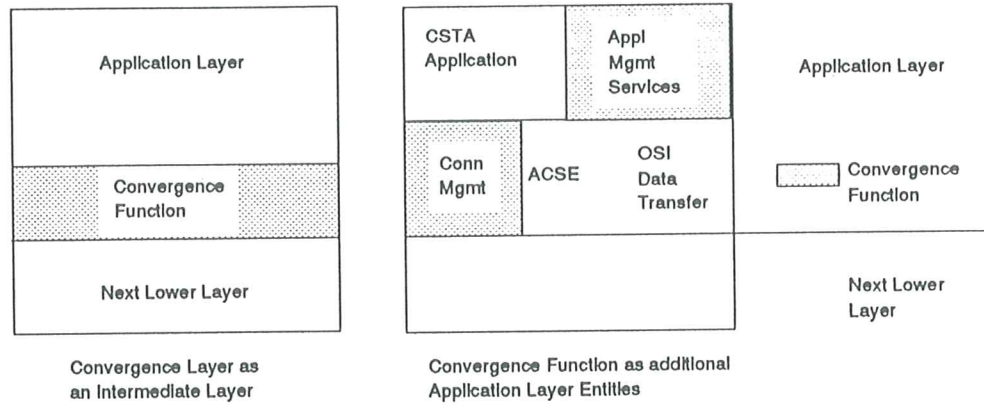 Application Layer
Convergence
Function
Next Lower Layer
Convergence Layer as
an Intermediate Layer
CSTA
Application
Appl
Mgmt
Services
Conn
Mgmt
ACSE
OSI
Data
Transfer
Convergence Function as additional
Application Layer Entities
Application Layer
Convergence
Function
Next Lower
Layer